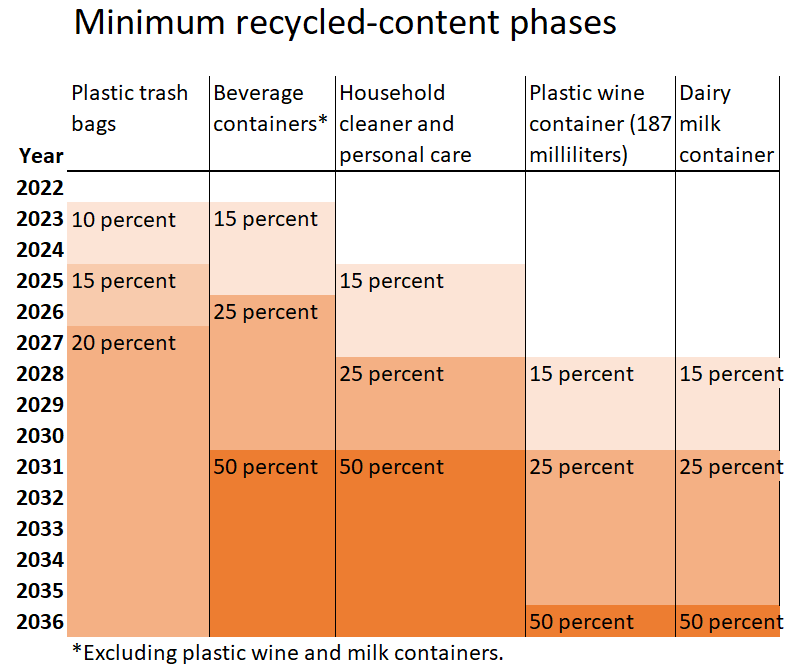 Minimum recycled-content phases
Year
Plastic trash
bags
Beverage
containers*
Household
cleaner and
personal care
Plastic wine
container (187
milliliters)
Dairy
milk
container
2022
2023 10 percent 15 percent
2024
2025 15 percent 15 percent
2026 25 percent
2027 20 percent
2028 25 percent 15 percent 15 percent
2029
2030
2031 50 percent 50 percent 25 percent 25 percent
2032
2033
2034
2035
2036 50 percent 50 percent
*Excluding plastic wine and milk containers.